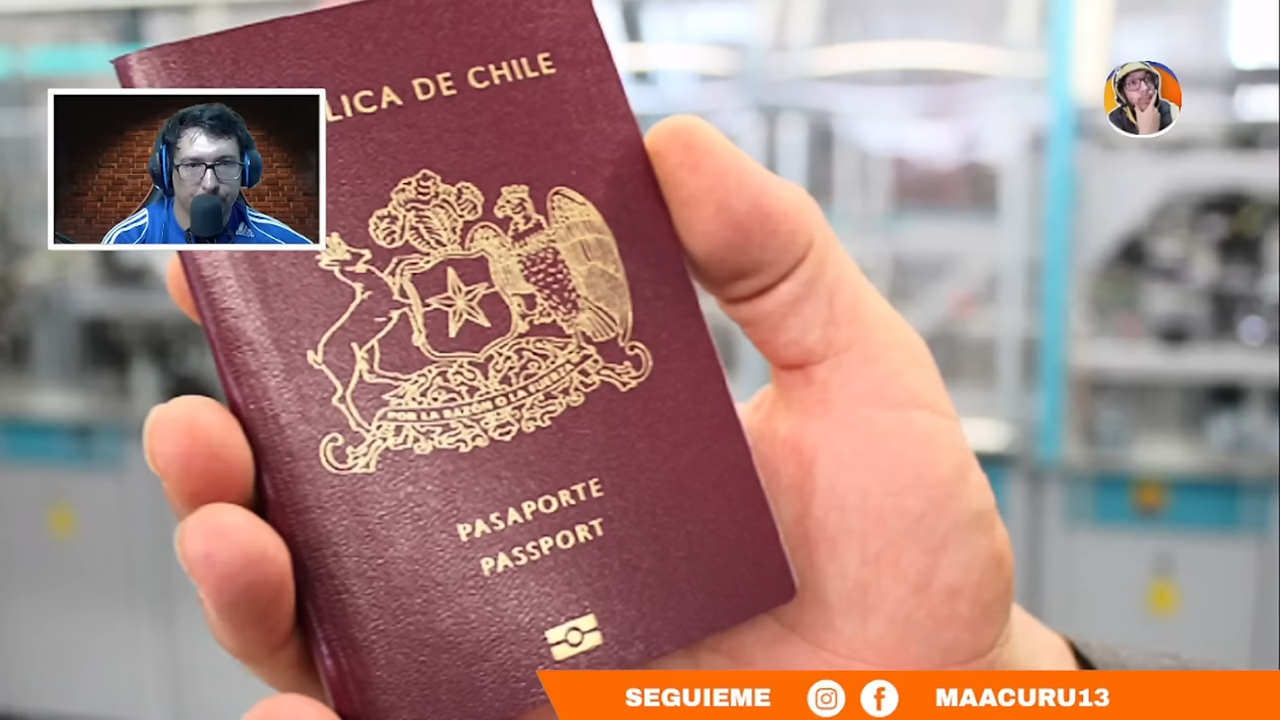 LICA DE CHILE
POR LA RAZÓN O LA FUERZA
PASAPORTE
PASSPORT
SEGUIEME MAACURU13